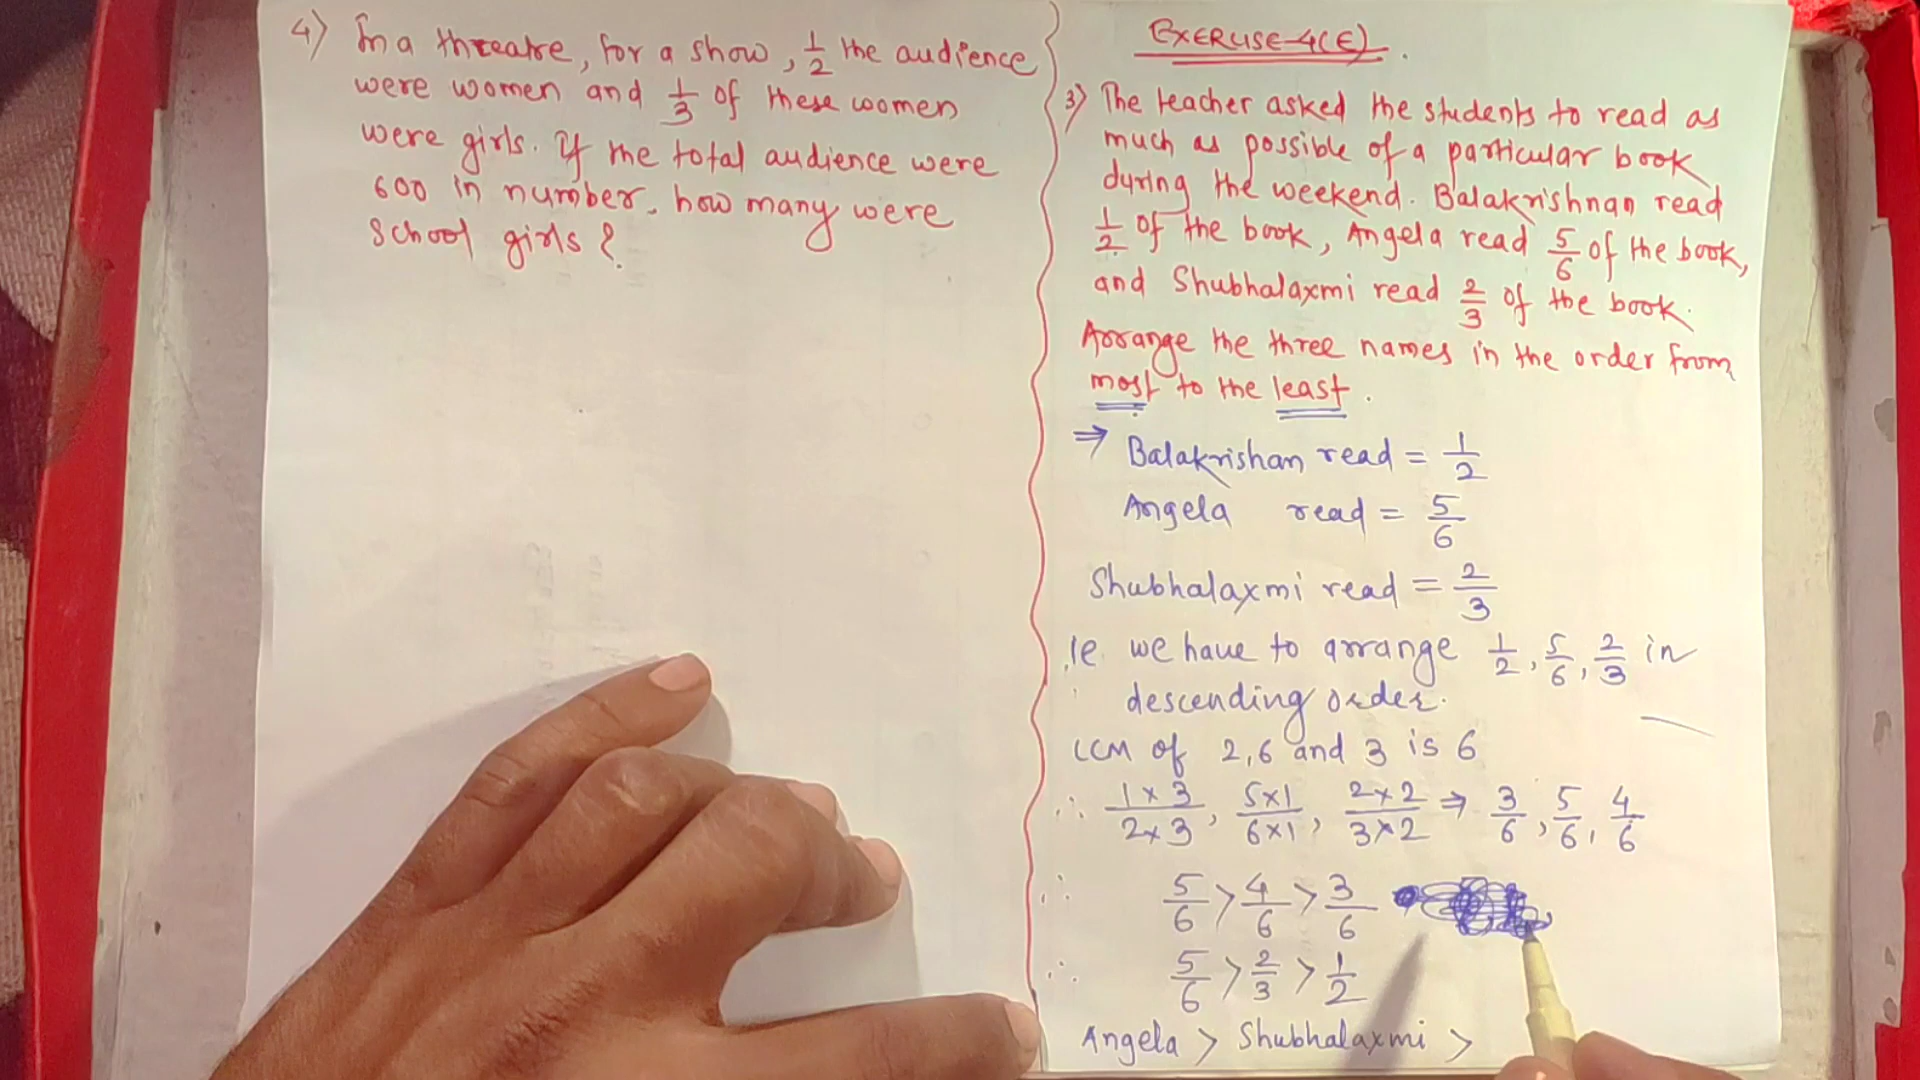 4) In a threatre, for a show, 1/2 the audience
were women and 1/3 of these women
were girls. If the total audience were
600 in number, how many were
School girls ?
EXERCISE-4(E)
3) The teacher asked the students to read as
much as possible of a particular book
during the weekend. Balakrishnan read
1/2 of the book, Angela read 5/6 of the book,
and Shubhalaxmi read 2/3 of the book.
Arrange the three names in the order from
most to the least.
⇒ Balakrishan read = 1/2
Angela read = 5/6
Shubhalaxmi read = 2/3
ie we have to arrange 1/2, 5/6, 2/3 in
descending order.
LCM of 2,6 and 3 is 6
∴ 1×3/2×3, 5×1/6×1, 2×2/3×2 ⇒ 3/6, 5/6, 4/6
∴ 5/6 > 4/6 > 3/6
∴ 5/6 > 2/3 > 1/2
Angela > Shubhalaxmi >